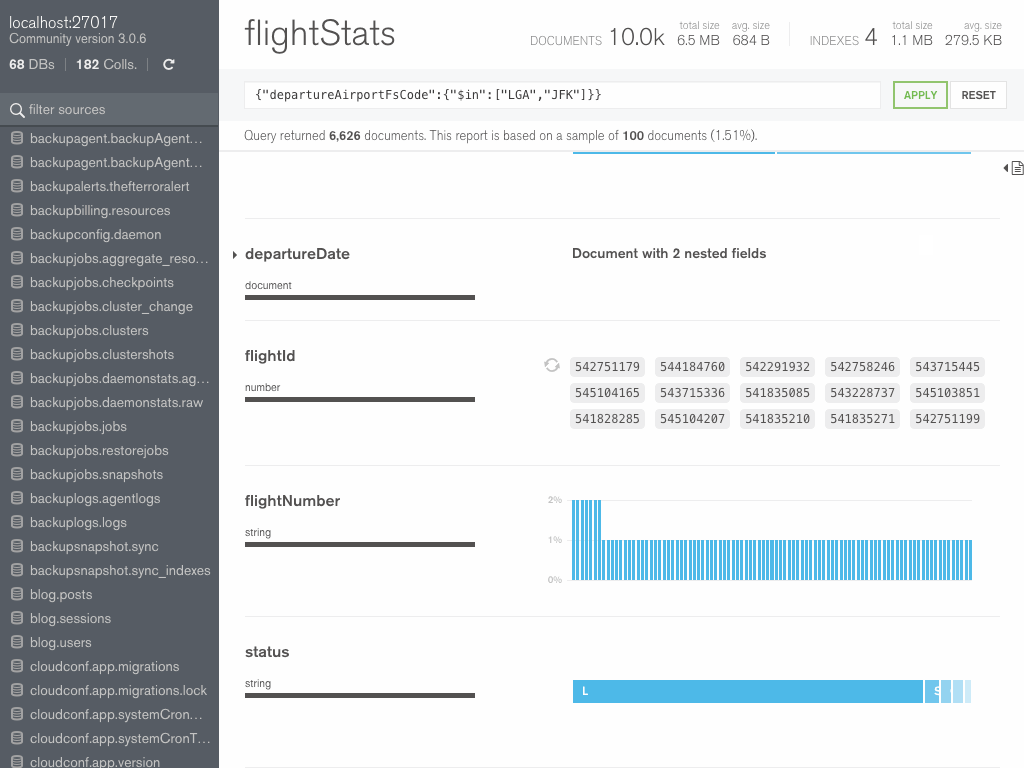 localhost:27017
Community version 3.0.6
68 DBs | 182 Colls. |
filter sources
backupagent.backupAgent...
backupagent.backupAgent...
backupalerts.thefterroralert
backupbilling.resources
backupconfig.daemon
backupjobs.aggregate_reso...
backupjobs.checkpoints
backupjobs.cluster_change
backupjobs.clusters
backupjobs.clustershots
backupjobs.daemonstats.ag...
backupjobs.daemonstats.raw
backupjobs.jobs
backupjobs.restorejobs
backupjobs.snapshots
backuplogs.agentlogs
backuplogs.logs
backupsnapshot.sync
backupsnapshot.sync_indexes
blog.posts
blog.sessions
blog.users
cloudconf.app.migrations
cloudconf.app.migrations.lock
cloudconf.app.systemCron...
cloudconf.app.systemCronT...
cloudconf.app.version
flightStats
DOCUMENTS 10.0k total size 6.5 MB avg. size 684 B
INDEXES 4 total size 1.1 MB avg. size 279.5 KB
{"departureAirportFsCode":{"$in":["LGA","JFK"]}}
APPLY RESET
Query returned 6,626 documents. This report is based on a sample of 100 documents (1.51%).
departureDate
document
Document with 2 nested fields
flightId
number
542751179 544184760 542291932 542758246 543715445
545104165 543715336 541835085 543228737 545103851
541828285 545104207 541835210 541835271 542751199
flightNumber
string
2%
1%
0%
status
string
L S